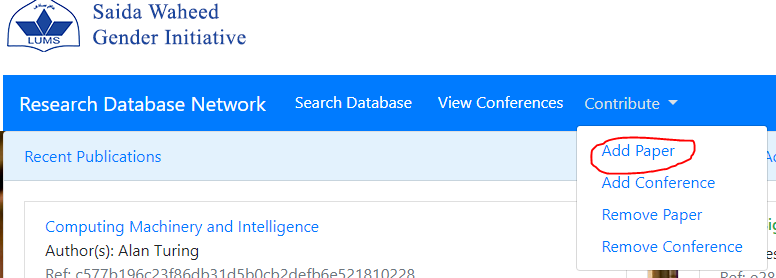 LUMS
Saida Waheed
Gender Initiative
Research Database Network
Search Database
View Conferences
Contribute
Add Paper
Add Conference
Remove Paper
Remove Conference
Recent Publications
Computing Machinery and Intelligence
Author(s): Alan Turing
Ref: c577b196c23f86db31d5b0cb2defb6e521810228